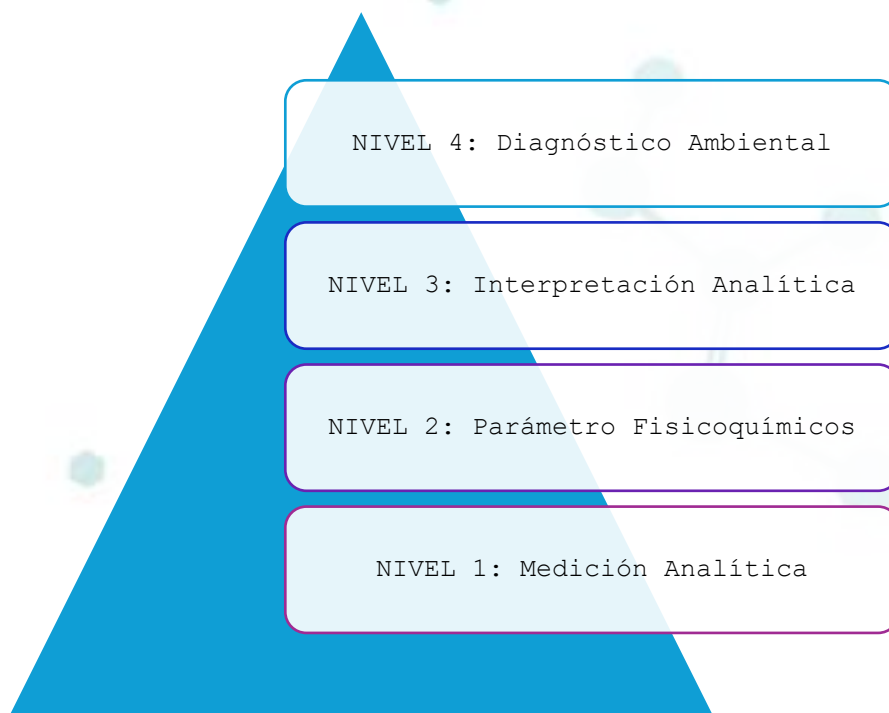 NIVEL 4: Diagnóstico Ambiental
NIVEL 3: Interpretación Analítica
NIVEL 2: Parámetro Fisicoquímicos
NIVEL 1: Medición Analítica